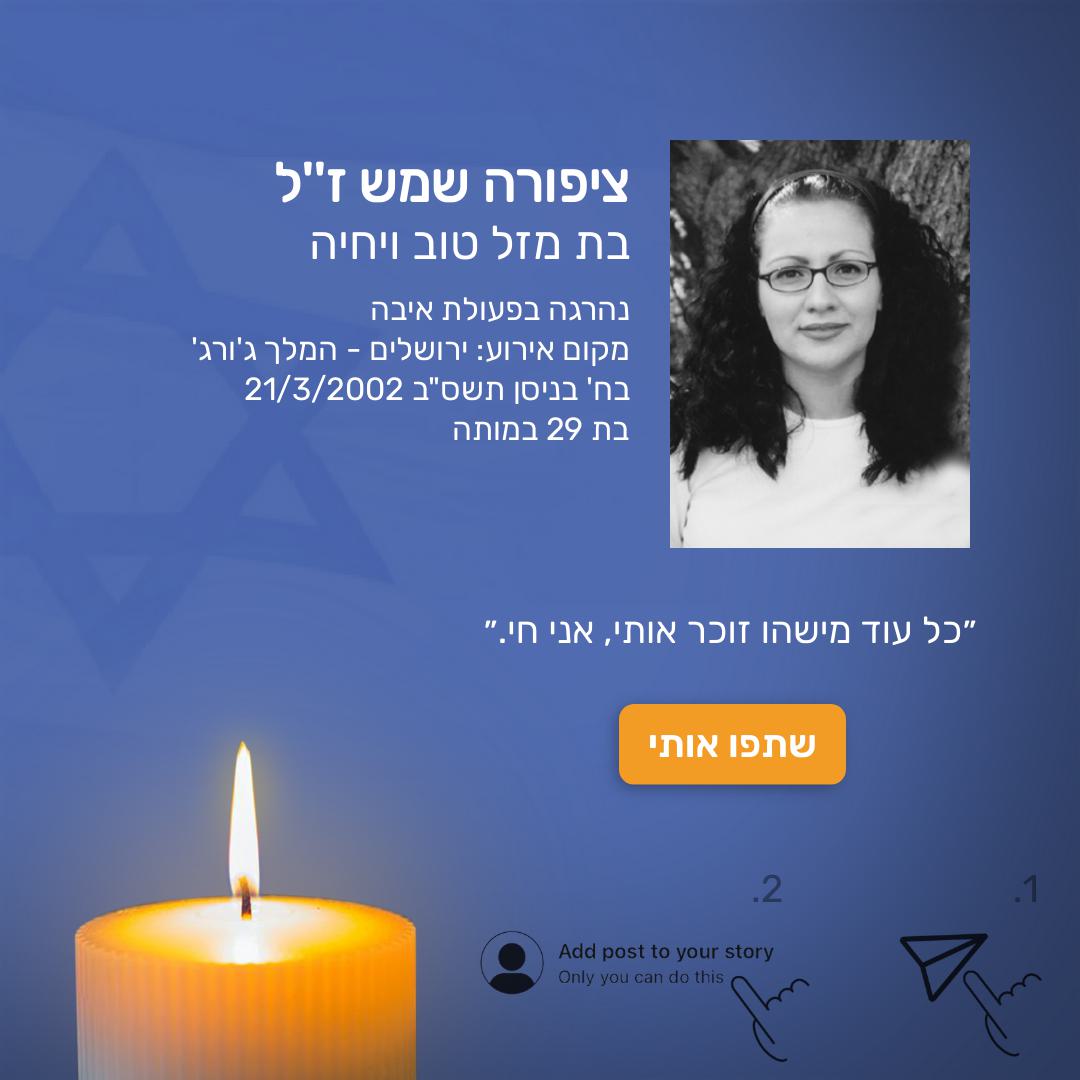 ציפורה שמש ז"ל
בת מזל טוב ויחיה
נהרגה בפעולת איבה
מקום אירוע: ירושלים - המלך ג'ורג'
בח' בניסן תשס"ב 21/3/2002
בת 29 במותה
״כל עוד מישהו זוכר אותי, אני חי.״
שתפו אותי
.1
.2
Add post to your story
Only you can do this